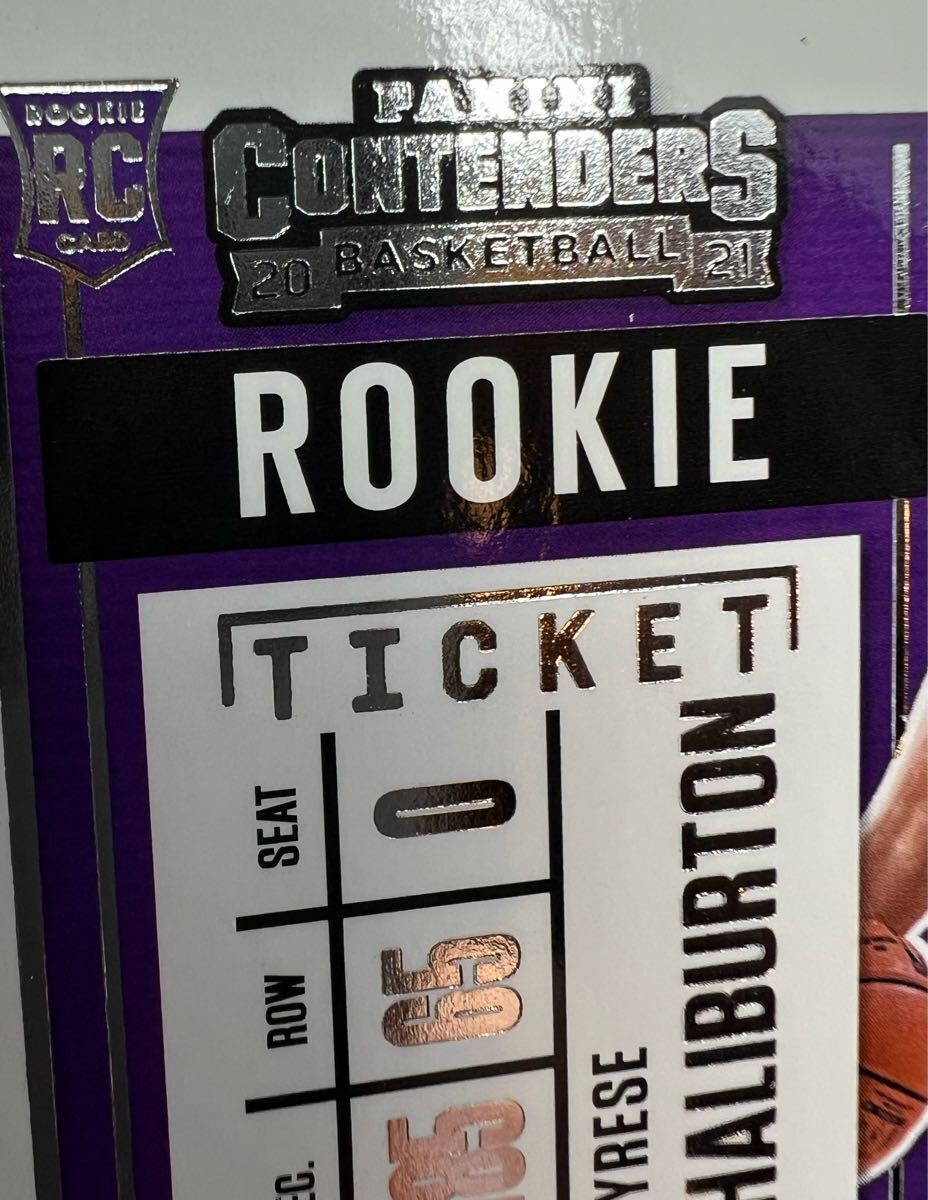 ROOKIE
RC
CARD
PANINI
CONTENDERS
20 BASKETBALL 21
ROOKIE
TICKET
SEAT 0
ROW 65
YRESE
HALIBURTON